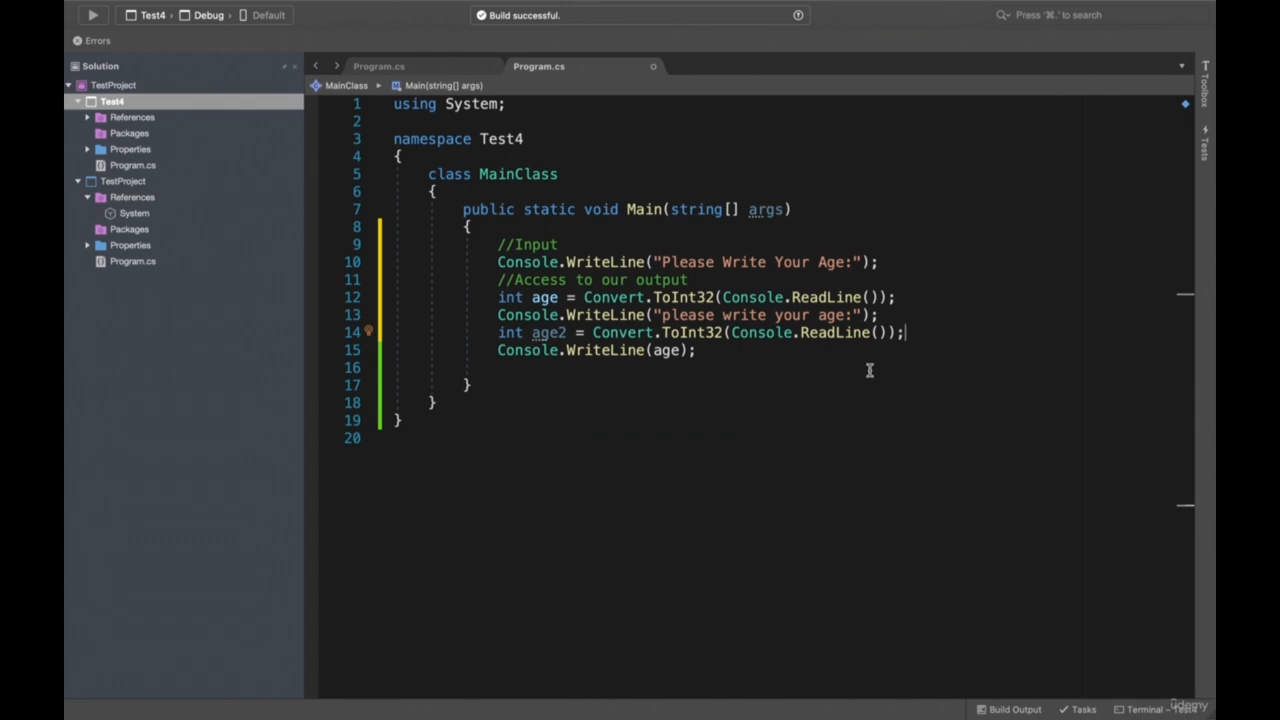 Test4 › Debug › Default
Build successful.
Press '⌘.' to search
Errors
Solution
TestProject
Test4
References
Packages
Properties
Program.cs
TestProject
References
System
Packages
Properties
Program.cs
Program.cs
Program.cs
MainClass
Main(string[] args)
1 using System;
2
3 namespace Test4
4 {
5 class MainClass
6 {
7 public static void Main(string[] args)
8 {
9 //Input
10 Console.WriteLine("Please Write Your Age:");
11 //Access to our output
12 int age = Convert.ToInt32(Console.ReadLine());
13 Console.WriteLine("please write your age:");
14 int age2 = Convert.ToInt32(Console.ReadLine());
15 Console.WriteLine(age);
16
17 }
18 }
19 }
20
Toolbox
Tests
Build Output
Tasks
Terminal – Test4
udemy